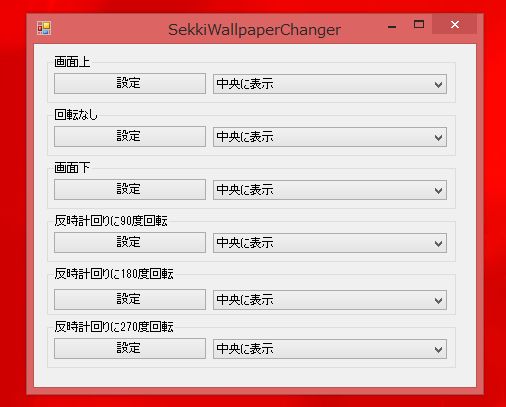 SekkiWallpaperChanger
画面上
設定 中央に表示
回転なし
設定 中央に表示
画面下
設定 中央に表示
反時計回りに90度回転
設定 中央に表示
反時計回りに180度回転
設定 中央に表示
反時計回りに270度回転
設定 中央に表示